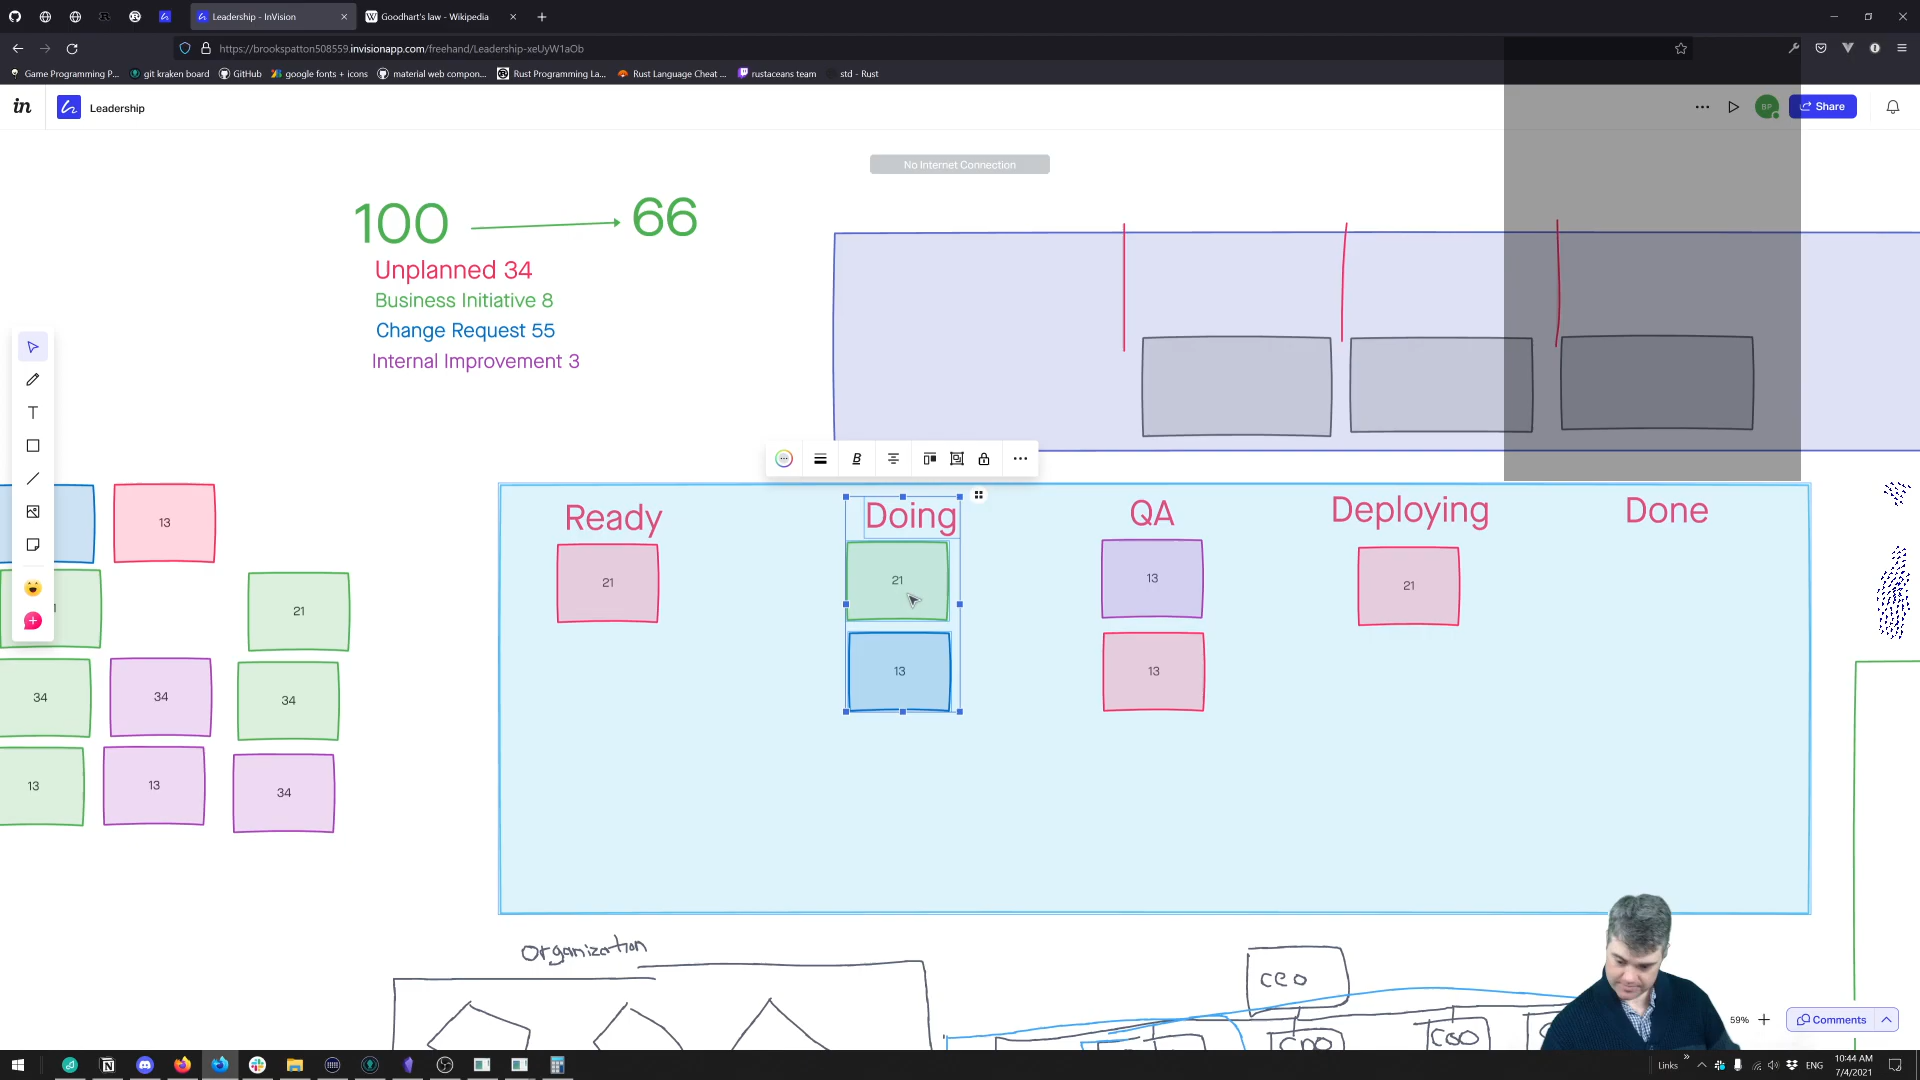 Leadership - InVision
Goodhart's law - Wikipedia
https://brookspatton508559.invisionapp.com/freehand/Leadership-xeUyW1aOb
Game Programming P...
git kraken board
GitHub
google fonts + icons
material web compon...
Rust Programming La...
Rust Language Cheat ...
rustaceans team
std - Rust
in
Leadership
BP
Share
No Internet Connection
100
66
Unplanned 34
Business Initiative 8
Change Request 55
Internal Improvement 3
T
B
Ready
Doing
QA
Deploying
Done
13
21
21
13
21
13
13
21
34
34
34
13
13
34
Organization
ceo
coo
59%
Comments
Links
ENG
10:44 AM
7/4/2021